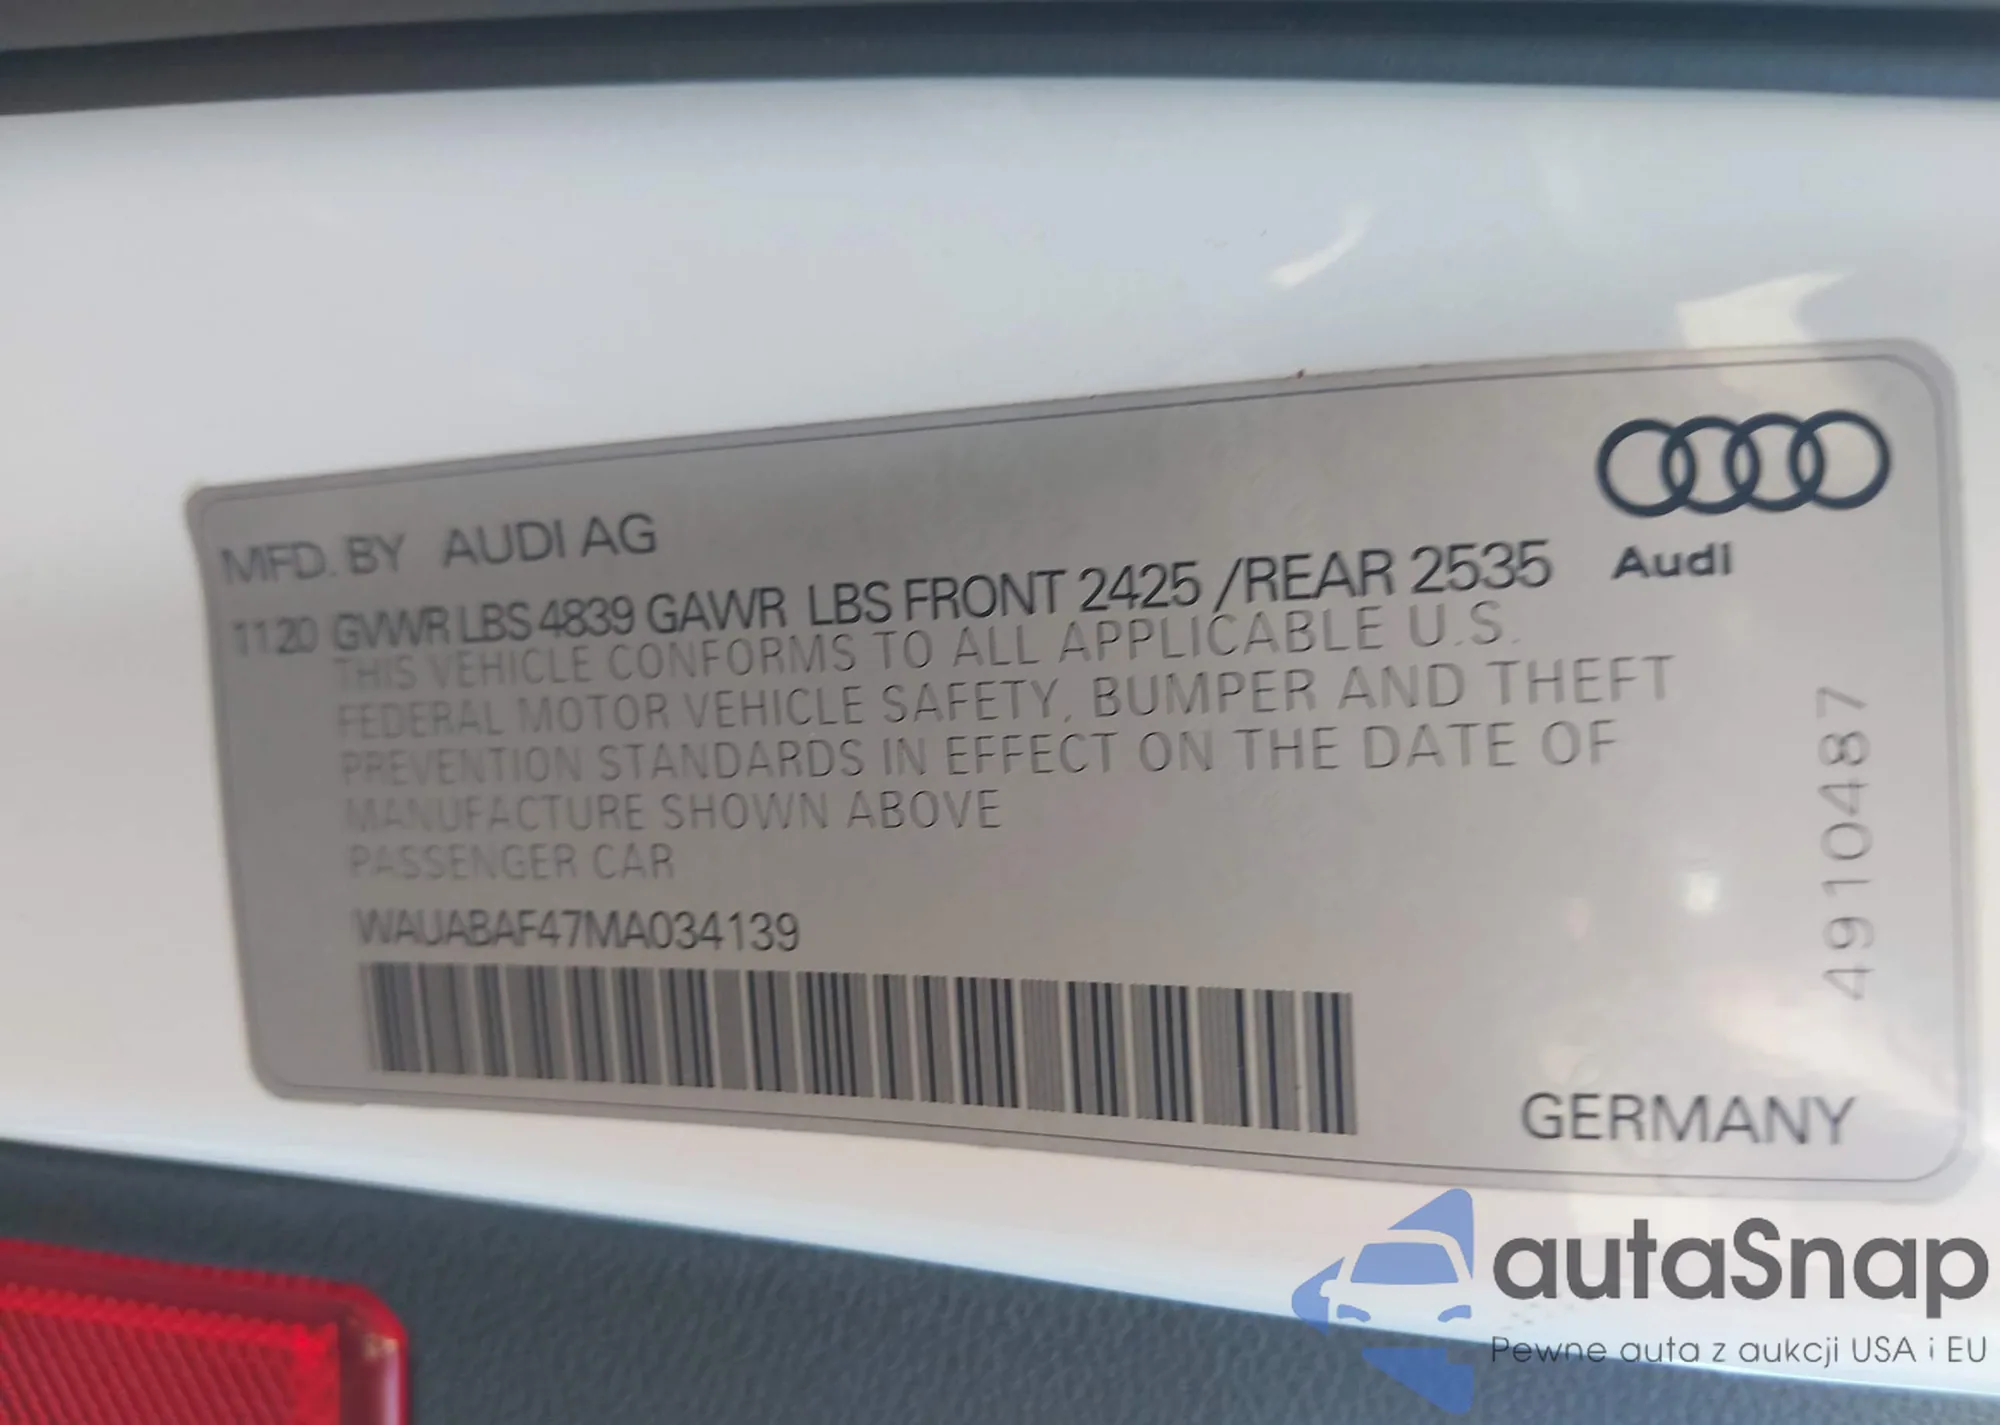 MFD. BY AUDI AG
Audi
11 20 GVWR LBS 4839 GAWR LBS FRONT 2425 /REAR 2535
THIS VEHICLE CONFORMS TO ALL APPLICABLE U.S.
FEDERAL MOTOR VEHICLE SAFETY, BUMPER AND THEFT
PREVENTION STANDARDS IN EFFECT ON THE DATE OF
MANUFACTURE SHOWN ABOVE
PASSENGER CAR
WAUABAF47MA034139
4910487
GERMANY
autaSnap
Pewne auta z aukcji USA i EU